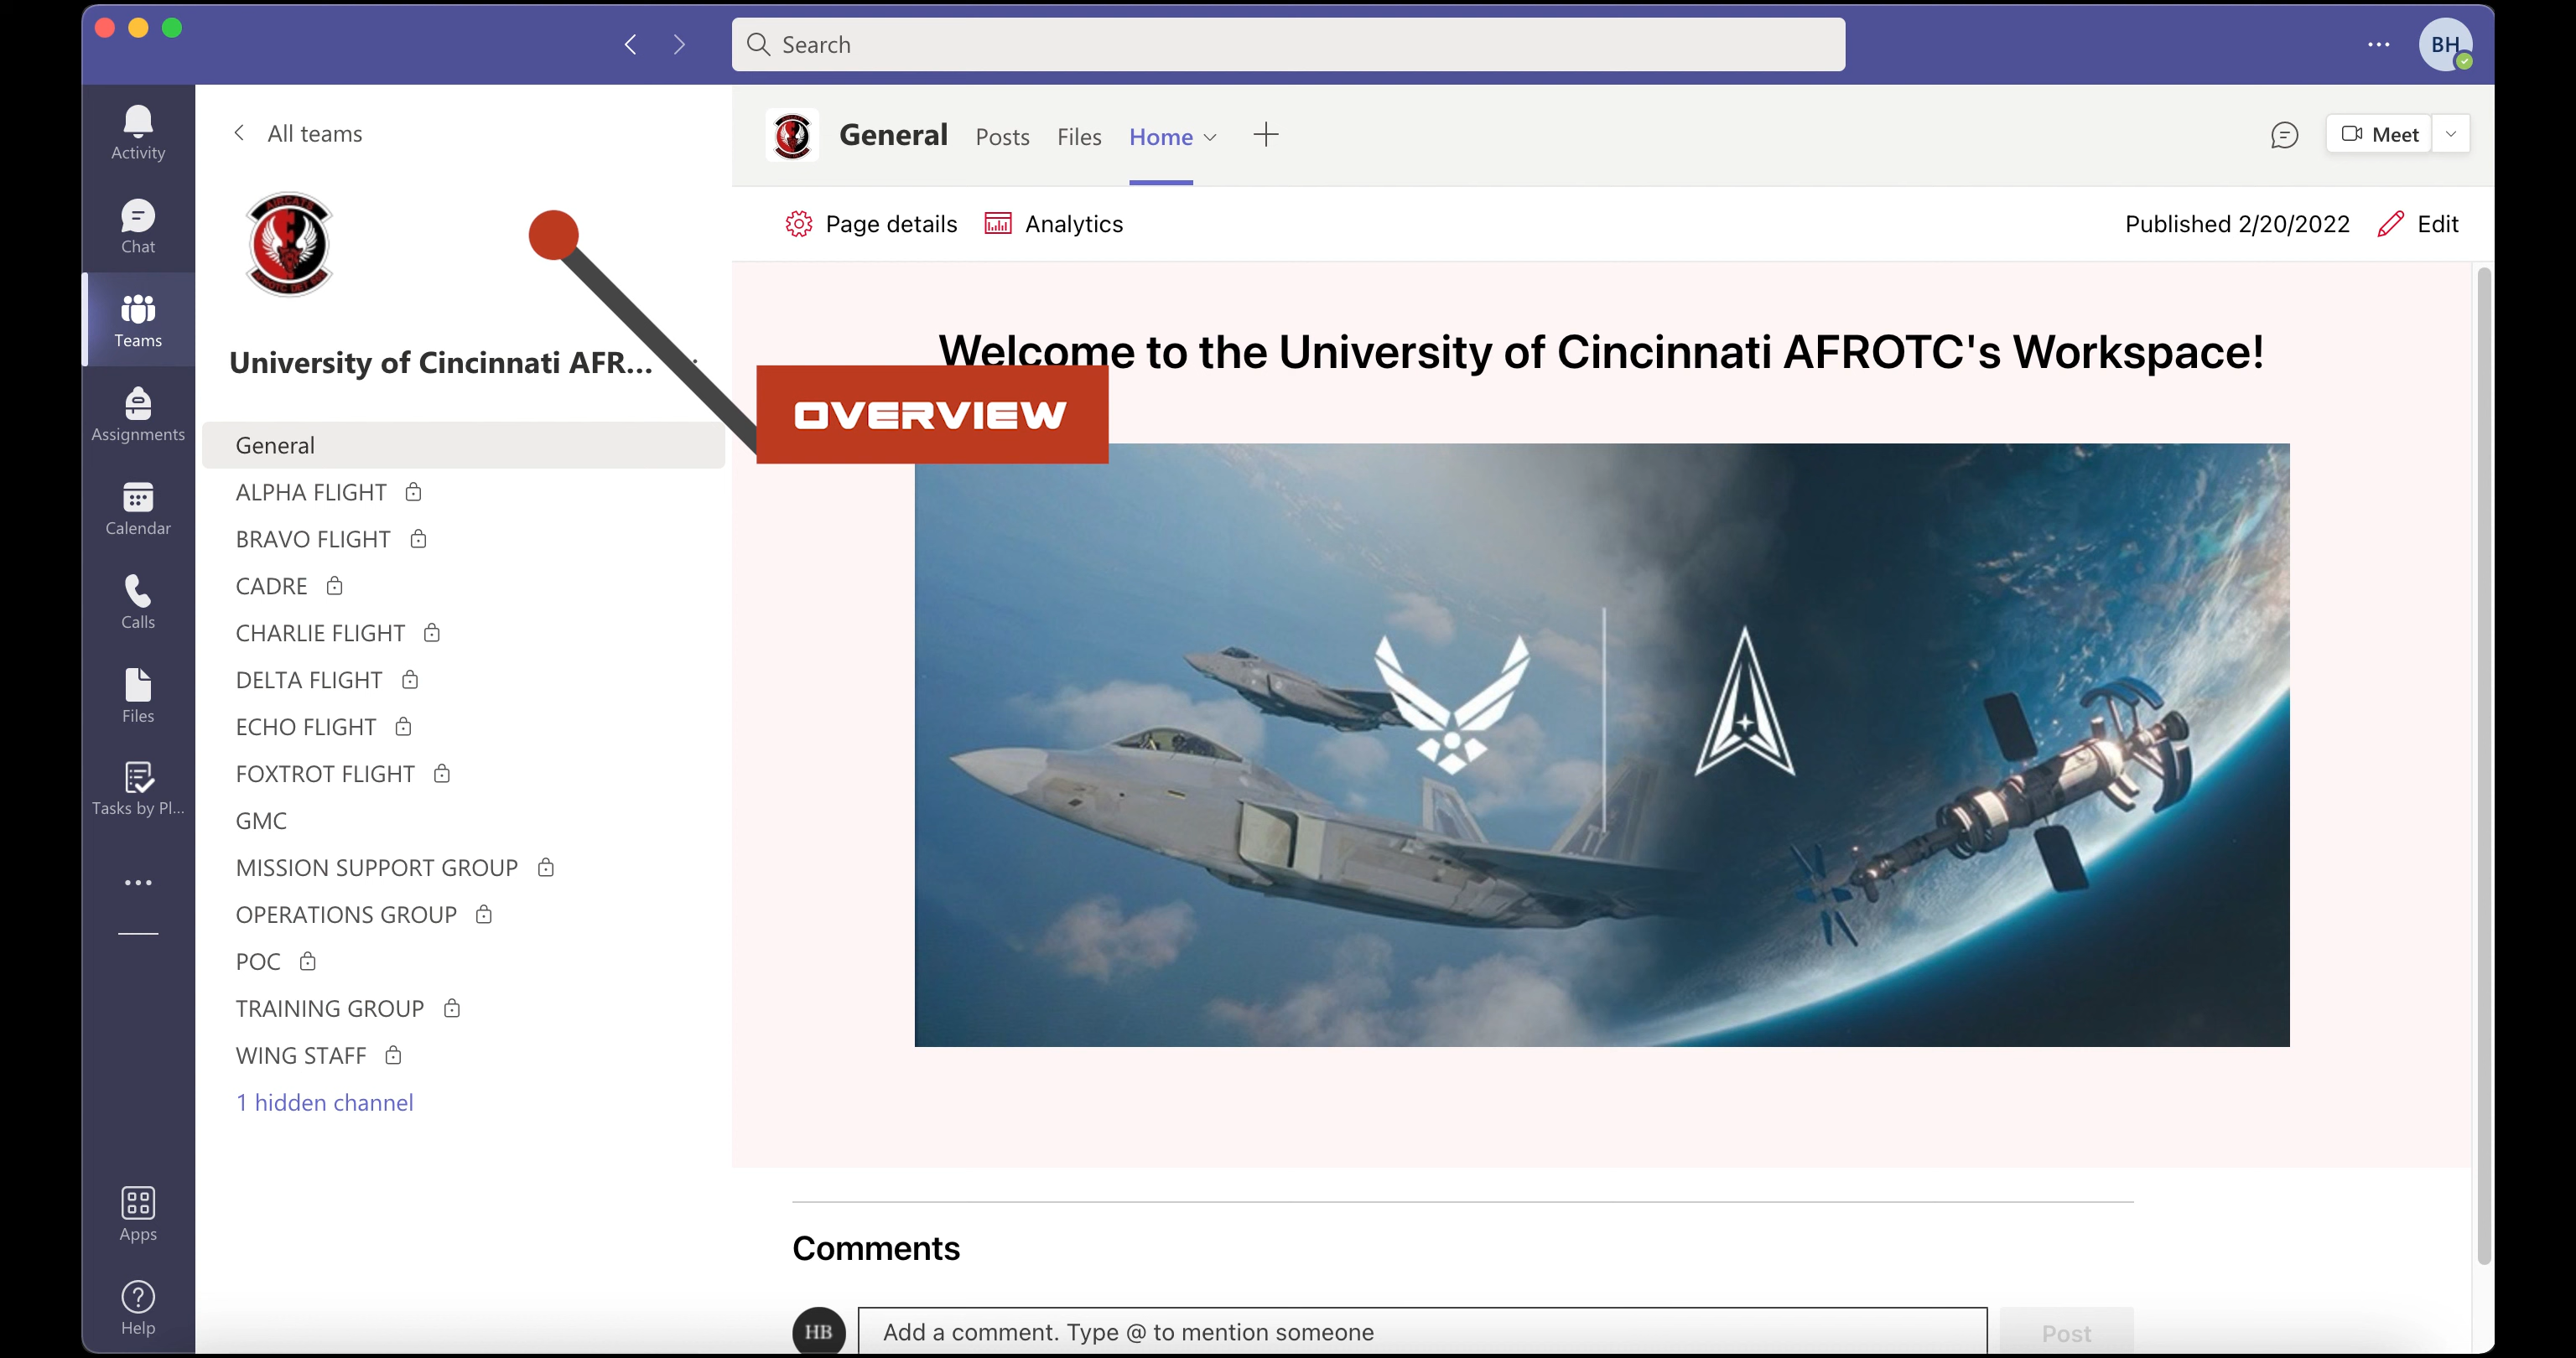 Search
BH
Activity
Chat
Teams
Assignments
Calendar
Calls
Files
Tasks by Pl...
Apps
Help
All teams
AIRCATS
University of Cincinnati AFR...
General
ALPHA FLIGHT
BRAVO FLIGHT
CADRE
CHARLIE FLIGHT
DELTA FLIGHT
ECHO FLIGHT
FOXTROT FLIGHT
GMC
MISSION SUPPORT GROUP
OPERATIONS GROUP
POC
TRAINING GROUP
WING STAFF
1 hidden channel
General Posts Files Home
Meet
Page details Analytics
Published 2/20/2022 Edit
Welcome to the University of Cincinnati AFROTC's Workspace!
OVERVIEW
Comments
HB
Add a comment. Type @ to mention someone
Post